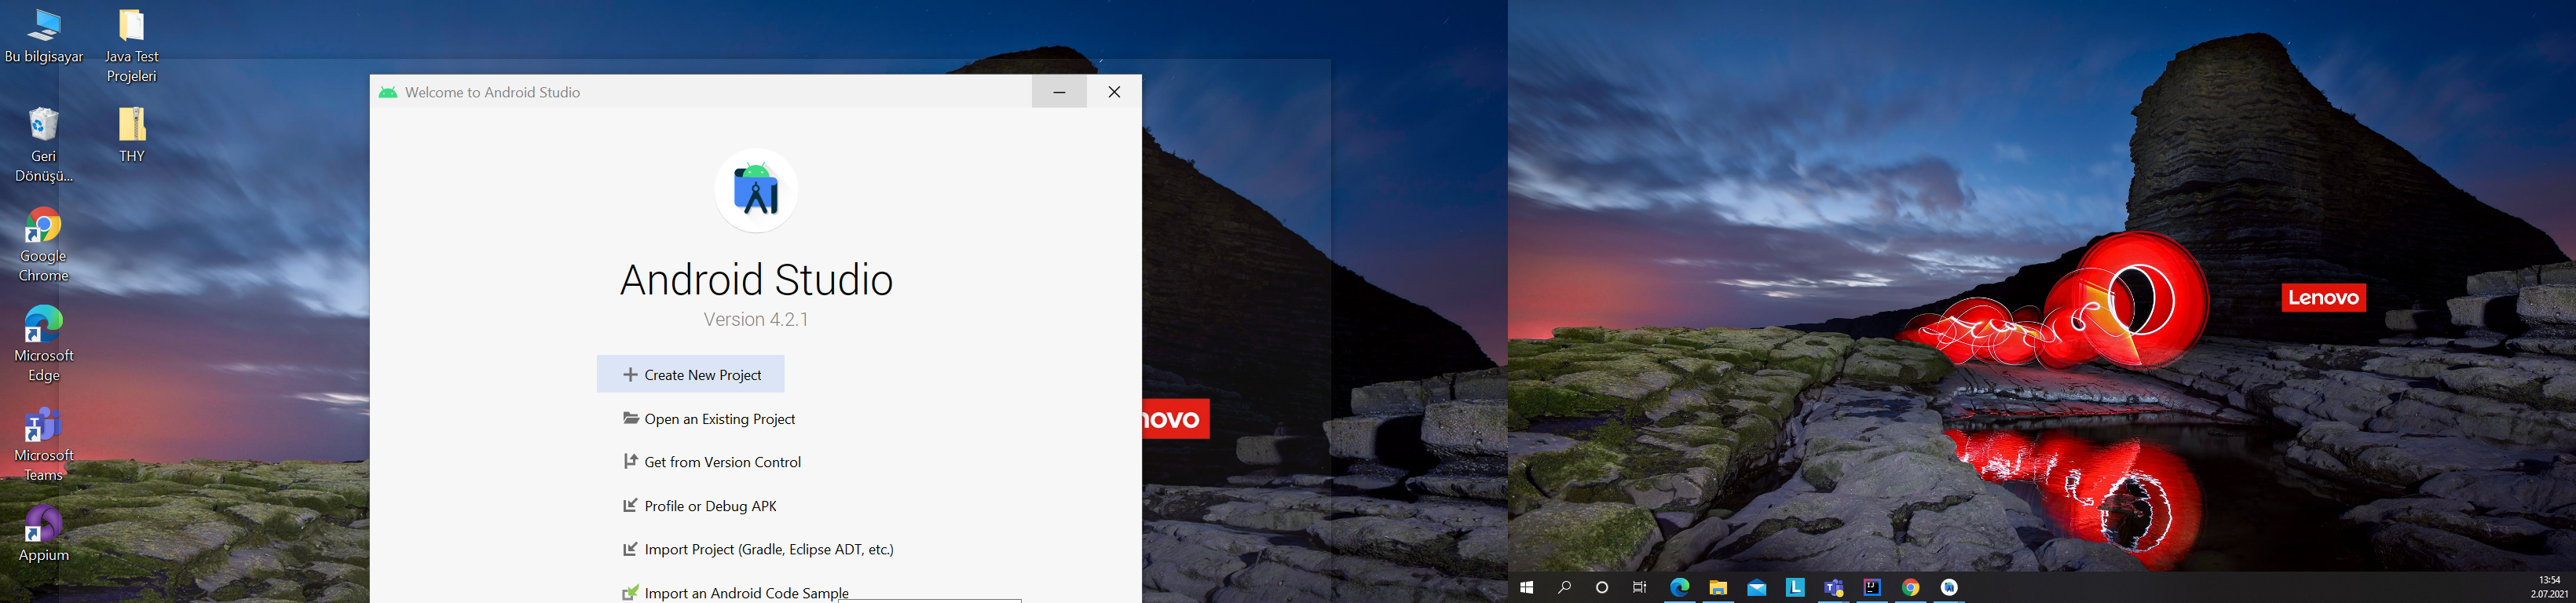 Bu bilgisayar
Java Test
Projeleri
Geri
Dönüşü...
THY
Google
Chrome
Microsoft
Edge
Microsoft
Teams
Appium
Welcome to Android Studio
Android Studio
Version 4.2.1
Create New Project
Open an Existing Project
Get from Version Control
Profile or Debug APK
Import Project (Gradle, Eclipse ADT, etc.)
Import an Android Code Sample
novo
Lenovo
13:54
2.07.2021